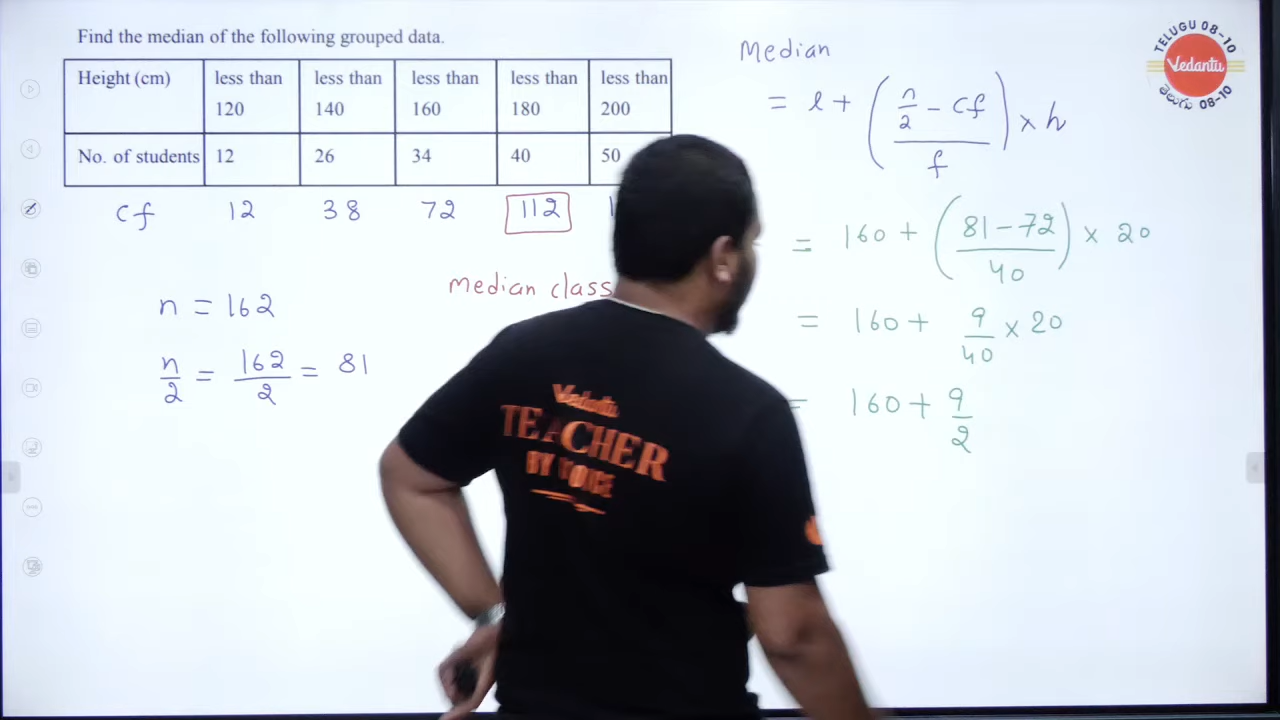 Find the median of the following grouped data.
Height (cm) less than 120 less than 140 less than 160 less than 180 less than 200
No. of students 12 26 34 40 50
cf 12 38 72 112
n = 162
n/2 = 162/2 = 81
median class
Median
= l + ( (n/2 - cf) / f ) × h
= 160 + ( (81 - 72) / 40 ) × 20
= 160 + 9/40 × 20
= 160 + 9/2
TELUGU 08-10
Vedantu
తెలుగు 08-10
Vedantu
TEACHER
BY